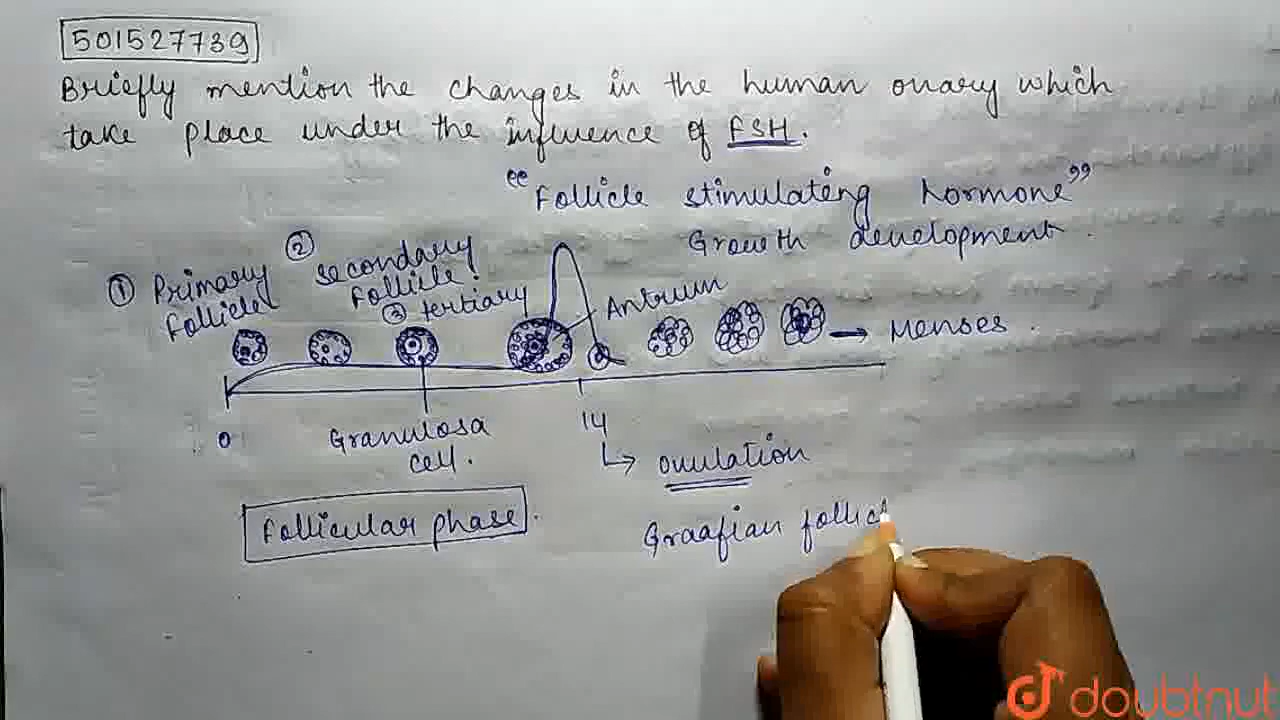 501527739
Briefly mention the changes in the human ovary which
take place under the influence of FSH.
"Follicle stimulating hormone"
Growth development.
① Primary
follicle
② secondary
follicle.
③ tertiary
Antrum
→ Menses.
0
Granulosa
cell.
14
ovulation
Follicular phase.
Graafian follicl
doubtnut